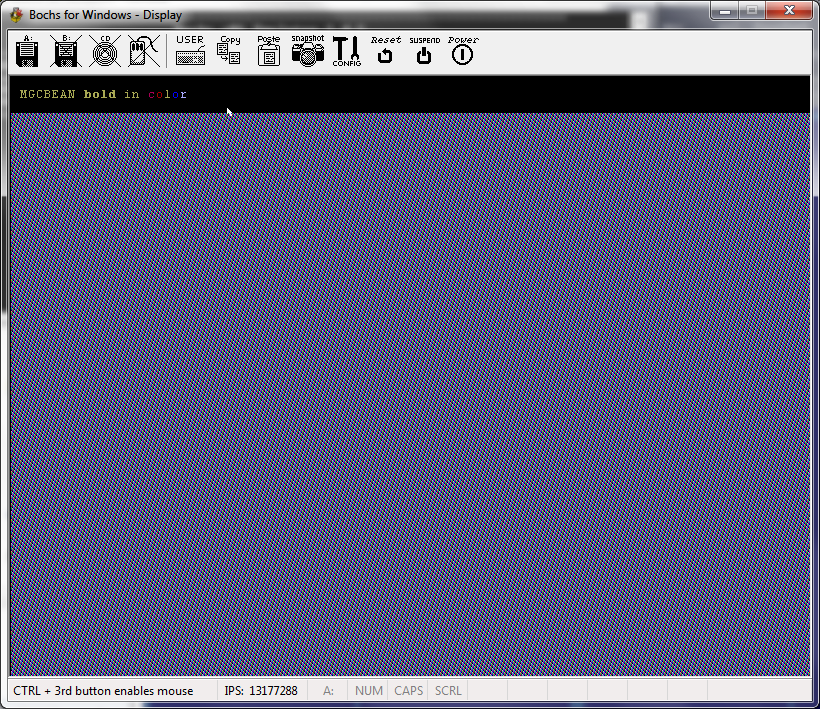 Bochs for Windows - Display
A: B: CD USER Copy Paste snapshot CONFIG Reset SUSPEND Power
MGCBEAN bold in color
CTRL + 3rd button enables mouse IPS: 13177288 A: NUM CAPS SCRL